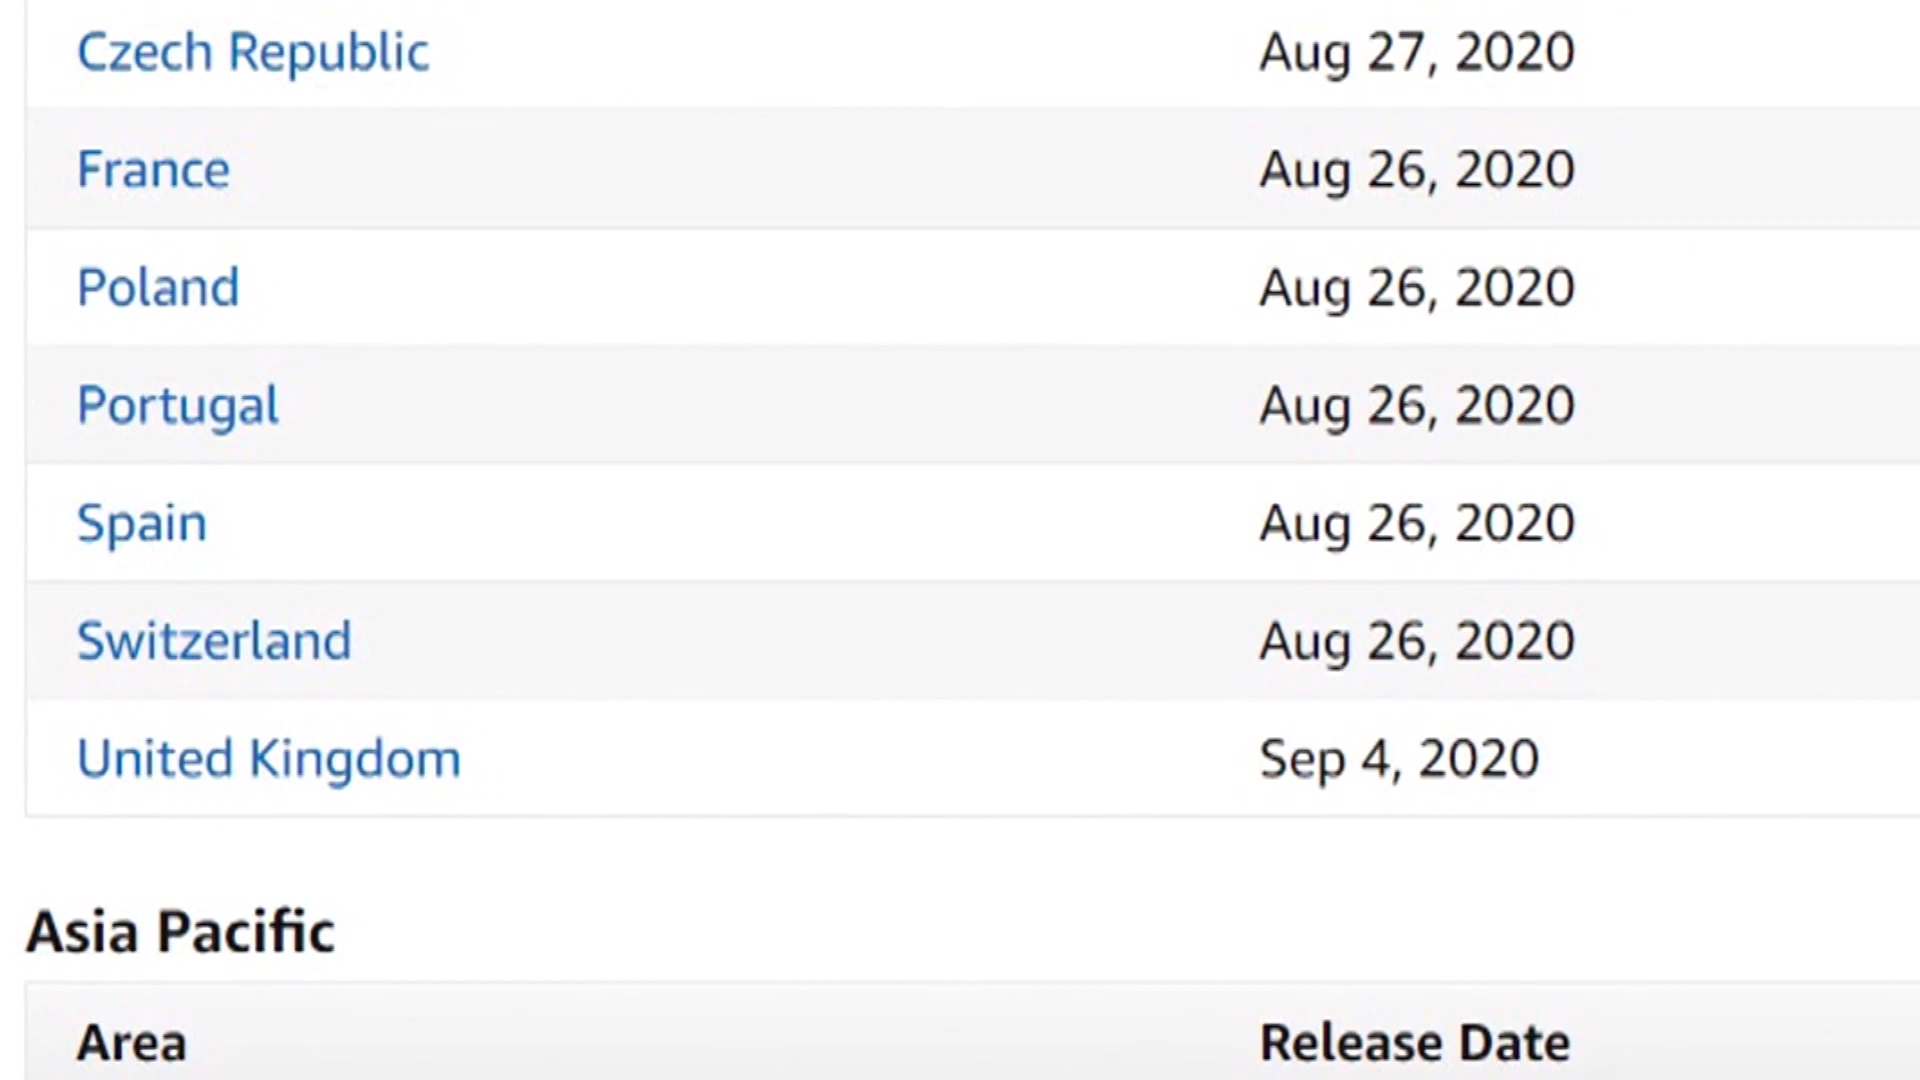 Czech Republic Aug 27, 2020
France Aug 26, 2020
Poland Aug 26, 2020
Portugal Aug 26, 2020
Spain Aug 26, 2020
Switzerland Aug 26, 2020
United Kingdom Sep 4, 2020
Asia Pacific
Area Release Date